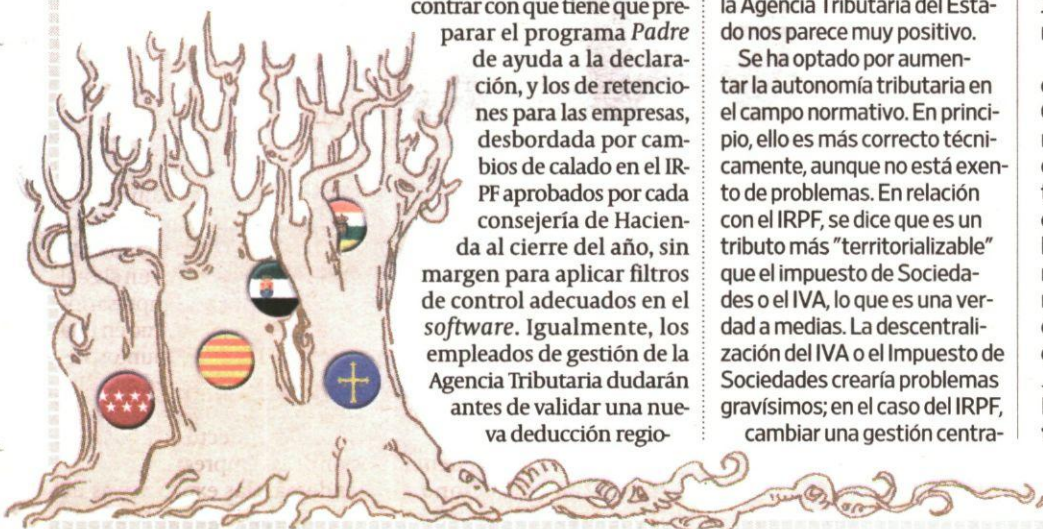 contrar con que tiene que pre-
parar el programa Padre
de ayuda a la declara-
ción, y los de retencio-
nes para las empresas,
desbordada por cam-
bios de calado en el IR-
PF aprobados por cada
consejería de Hacien-
da al cierre del año, sin
margen para aplicar filtros
de control adecuados en el
software. Igualmente, los
empleados de gestión de la
Agencia Tributaria dudarán
antes de validar una nue-
va deducción regio-
la Agencia Tributaria del Esta-
do nos parece muy positivo.
Se ha optado por aumen-
tar la autonomía tributaria en
el campo normativo. En princi-
pio, ello es más correcto técni-
camente, aunque no está exen-
to de problemas. En relación
con el IRPF, se dice que es un
tributo más "territorializable"
que el impuesto de Socieda-
des o el IVA, lo que es una ver-
dad a medias. La descentrali-
zación del IVA o el Impuesto de
Sociedades crearía problemas
gravísimos; en el caso del IRPF,
cambiar una gestión centra-